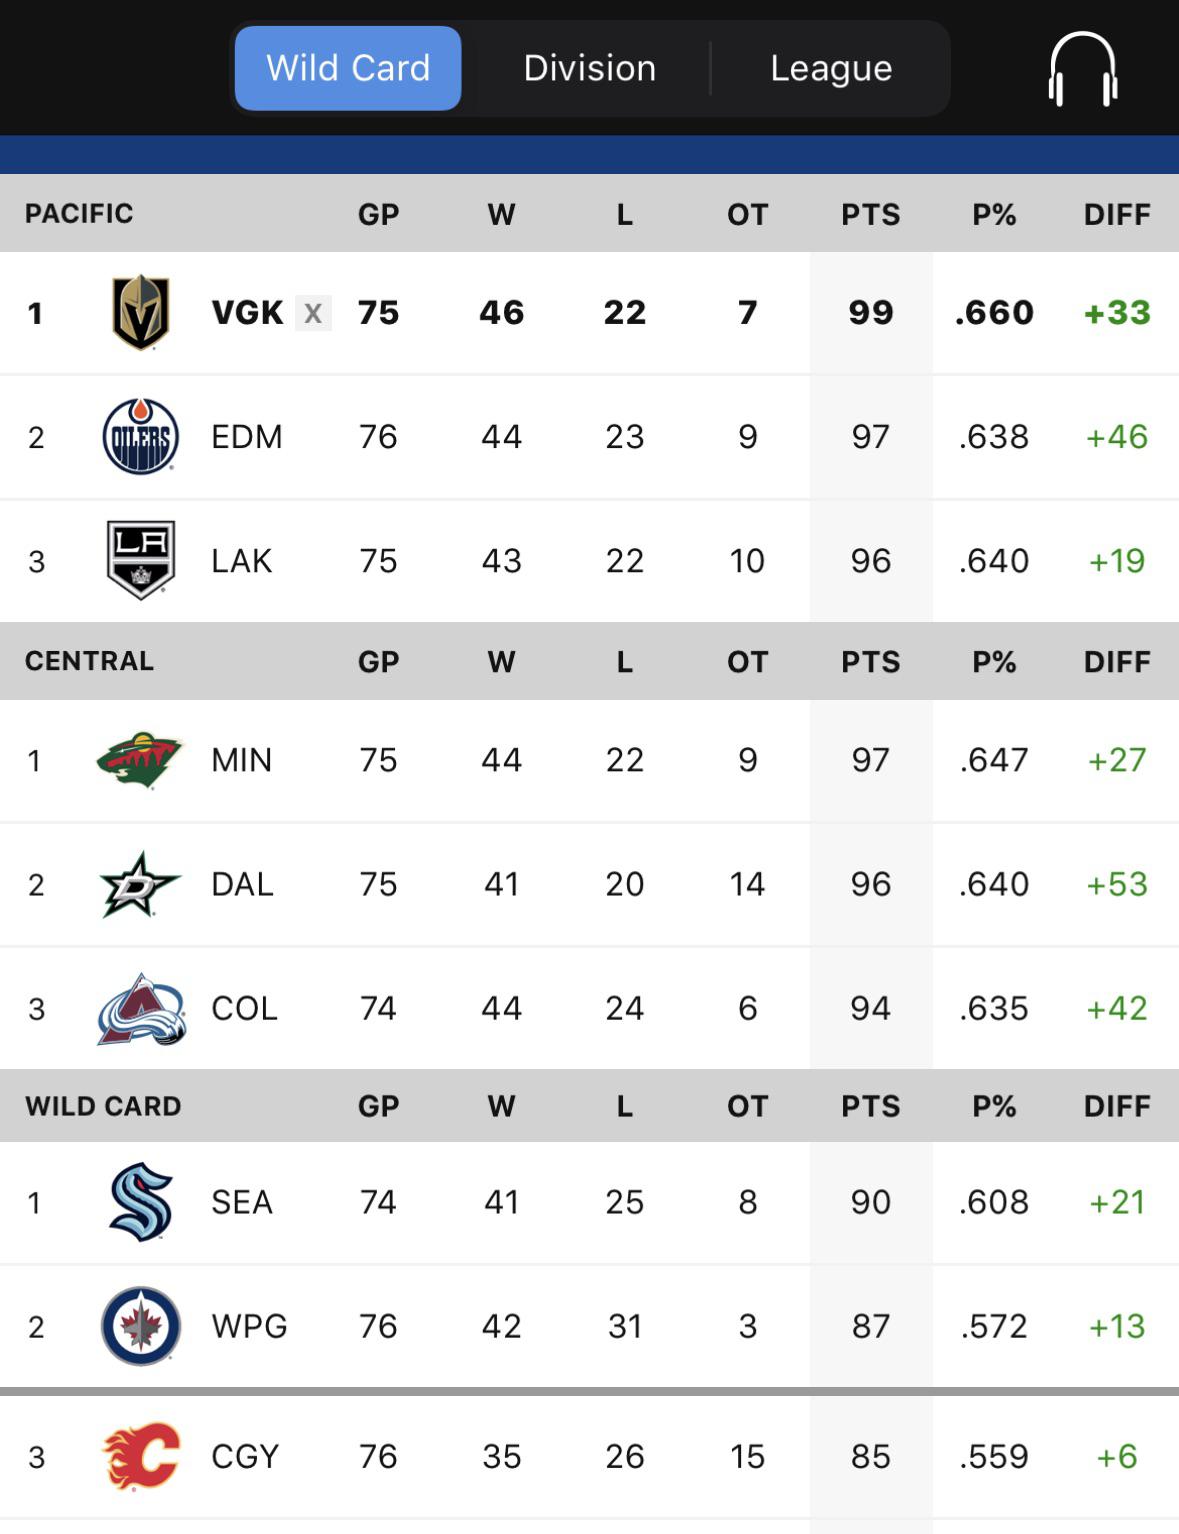 Wild Card Division League
PACIFIC GP W L OT PTS P% DIFF
1 VGK X 75 46 22 7 99 .660 +33
2 OILERS EDM 76 44 23 9 97 .638 +46
3 LA LAK 75 43 22 10 96 .640 +19
CENTRAL GP W L OT PTS P% DIFF
1 MIN 75 44 22 9 97 .647 +27
2 D DAL 75 41 20 14 96 .640 +53
3 A COL 74 44 24 6 94 .635 +42
WILD CARD GP W L OT PTS P% DIFF
1 S SEA 74 41 25 8 90 .608 +21
2 WPG 76 42 31 3 87 .572 +13
3 C CGY 76 35 26 15 85 .559 +6